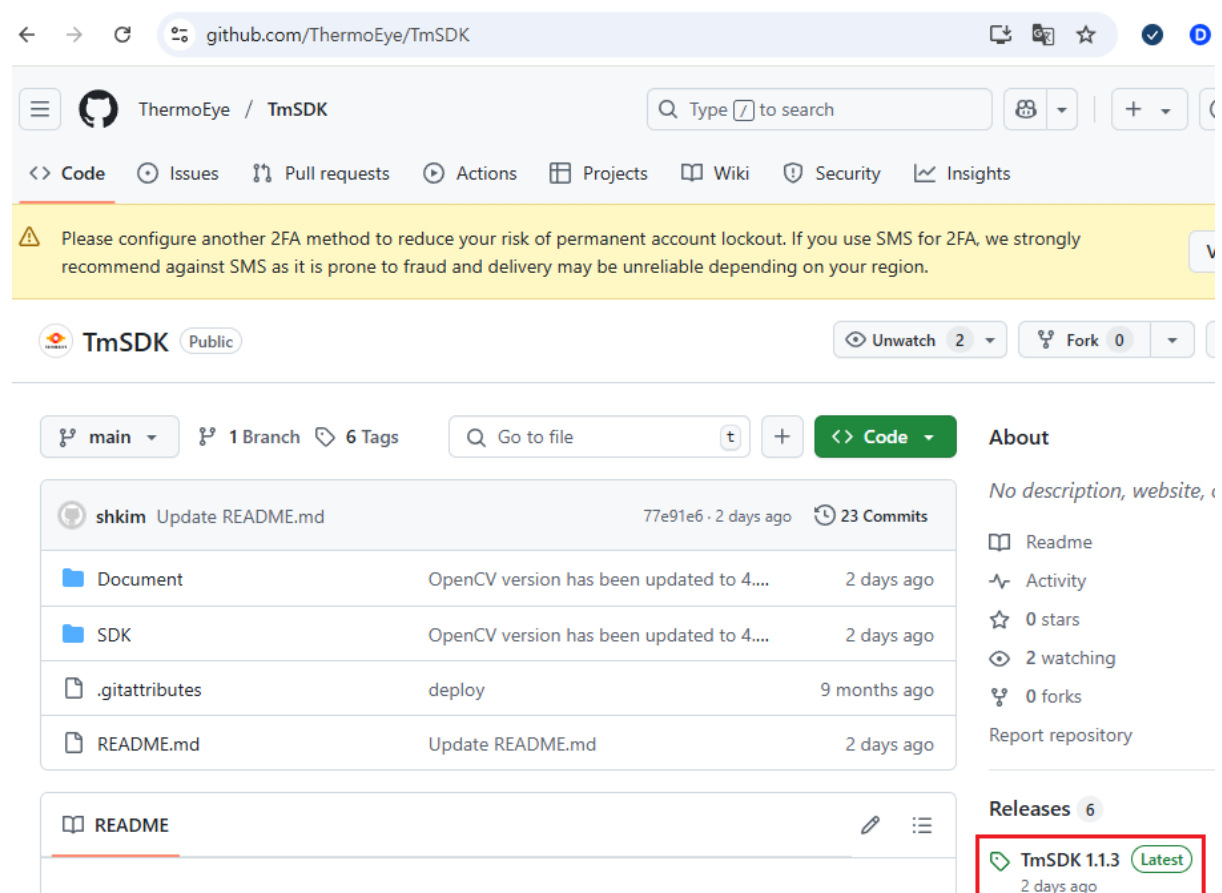 github.com/ThermoEye/TmSDK
D
ThermoEye / TmSDK
Type / to search
Code Issues Pull requests Actions Projects Wiki Security Insights
Please configure another 2FA method to reduce your risk of permanent account lockout. If you use SMS for 2FA, we strongly
recommend against SMS as it is prone to fraud and delivery may be unreliable depending on your region.
TmSDK Public
Unwatch 2 Fork 0
main 1 Branch 6 Tags Go to file t Code
About
No description, website,
shkim Update README.md 77e91e6 · 2 days ago 23 Commits
Readme
Document OpenCV version has been updated to 4.... 2 days ago
Activity
0 stars
SDK OpenCV version has been updated to 4.... 2 days ago
2 watching
.gitattributes deploy 9 months ago
0 forks
Report repository
README.md Update README.md 2 days ago
Releases 6
README
TmSDK 1.1.3 Latest
2 days ago